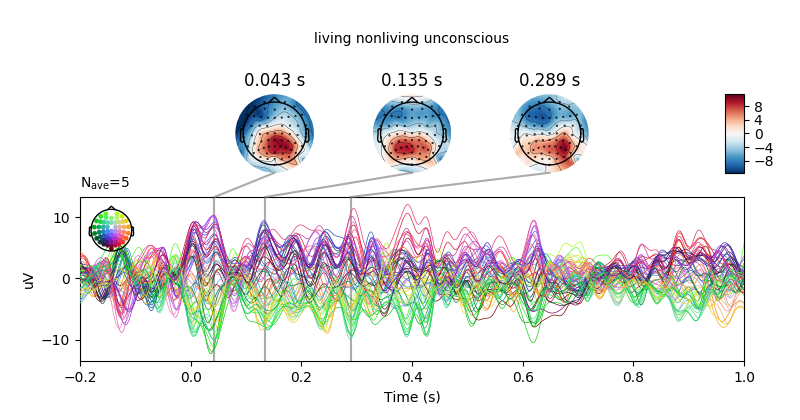 living nonliving unconscious
0.043 s
0.135 s
0.289 s
8
4
0
−4
−8
Nave=5
10
0
−10
uV
−0.2
0.0
0.2
0.4
0.6
0.8
1.0
Time (s)